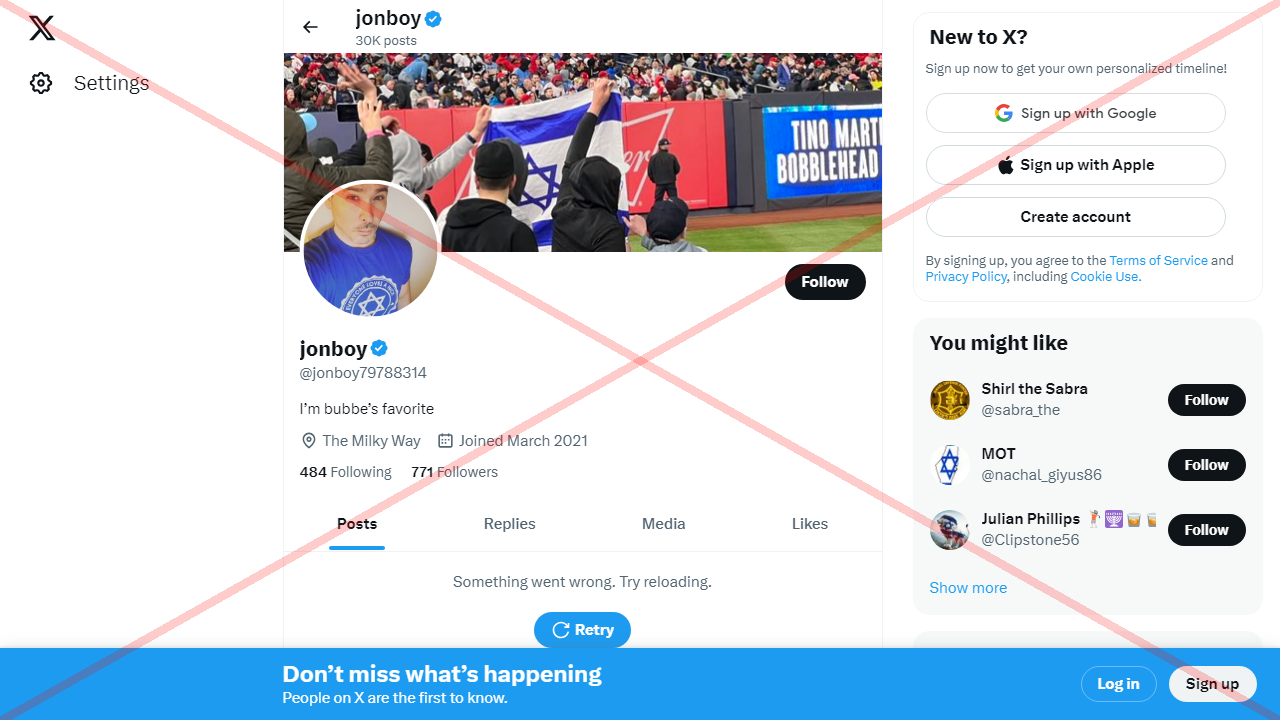 Settings
jonboy
30K posts
TINO MART
BOBBLEHEAD
EVERYONE LOVES A NICE
Follow
jonboy
@jonboy79788314
I'm bubbe's favorite
The Milky Way Joined March 2021
484 Following 771 Followers
Posts Replies Media Likes
Something went wrong. Try reloading.
Retry
New to X?
Sign up now to get your own personalized timeline!
Sign up with Google
Sign up with Apple
Create account
By signing up, you agree to the Terms of Service and
Privacy Policy, including Cookie Use.
You might like
Shirl the Sabra
@sabra_the
Follow
MOT
@nachal_giyus86
Follow
Julian Phillips
@Clipstone56
Follow
Show more
Don't miss what's happening
People on X are the first to know.
Log in
Sign up